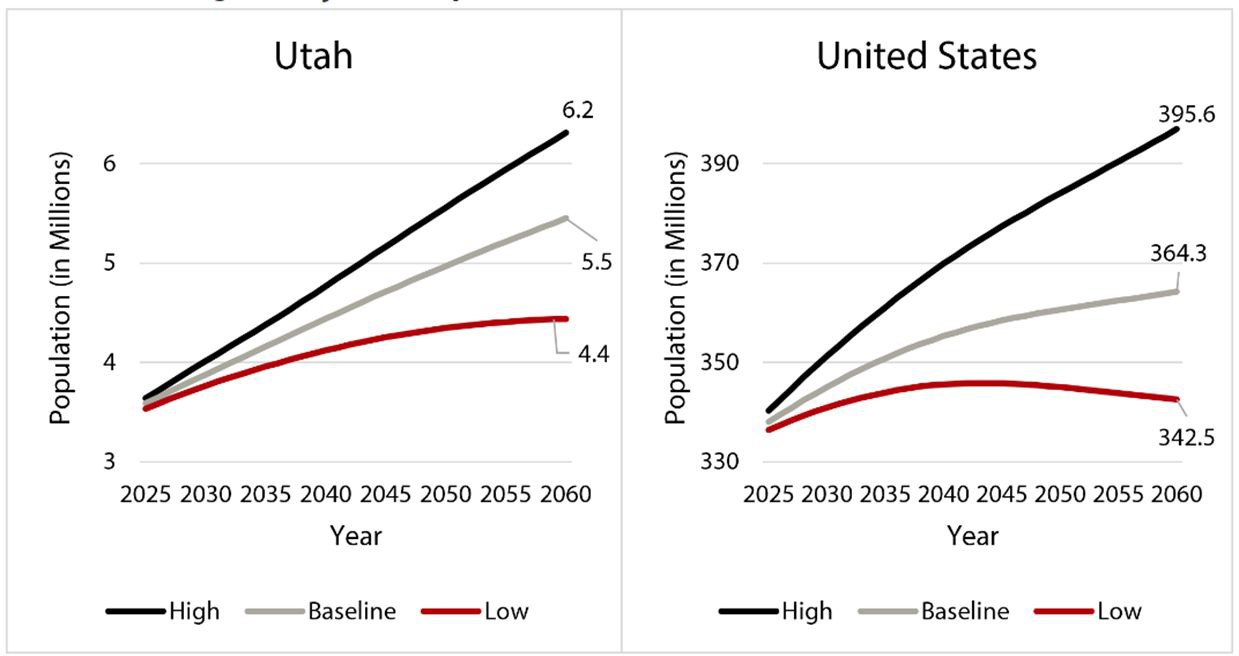 Utah
Population (in Millions)
6
5
4
3
6.2
5.5
4.4
2025 2030 2035 2040 2045 2050 2055 2060
Year
High Baseline Low
United States
Population (in Millions)
390
370
350
330
395.6
364.3
342.5
2025 2030 2035 2040 2045 2050 2055 2060
Year
High Baseline Low